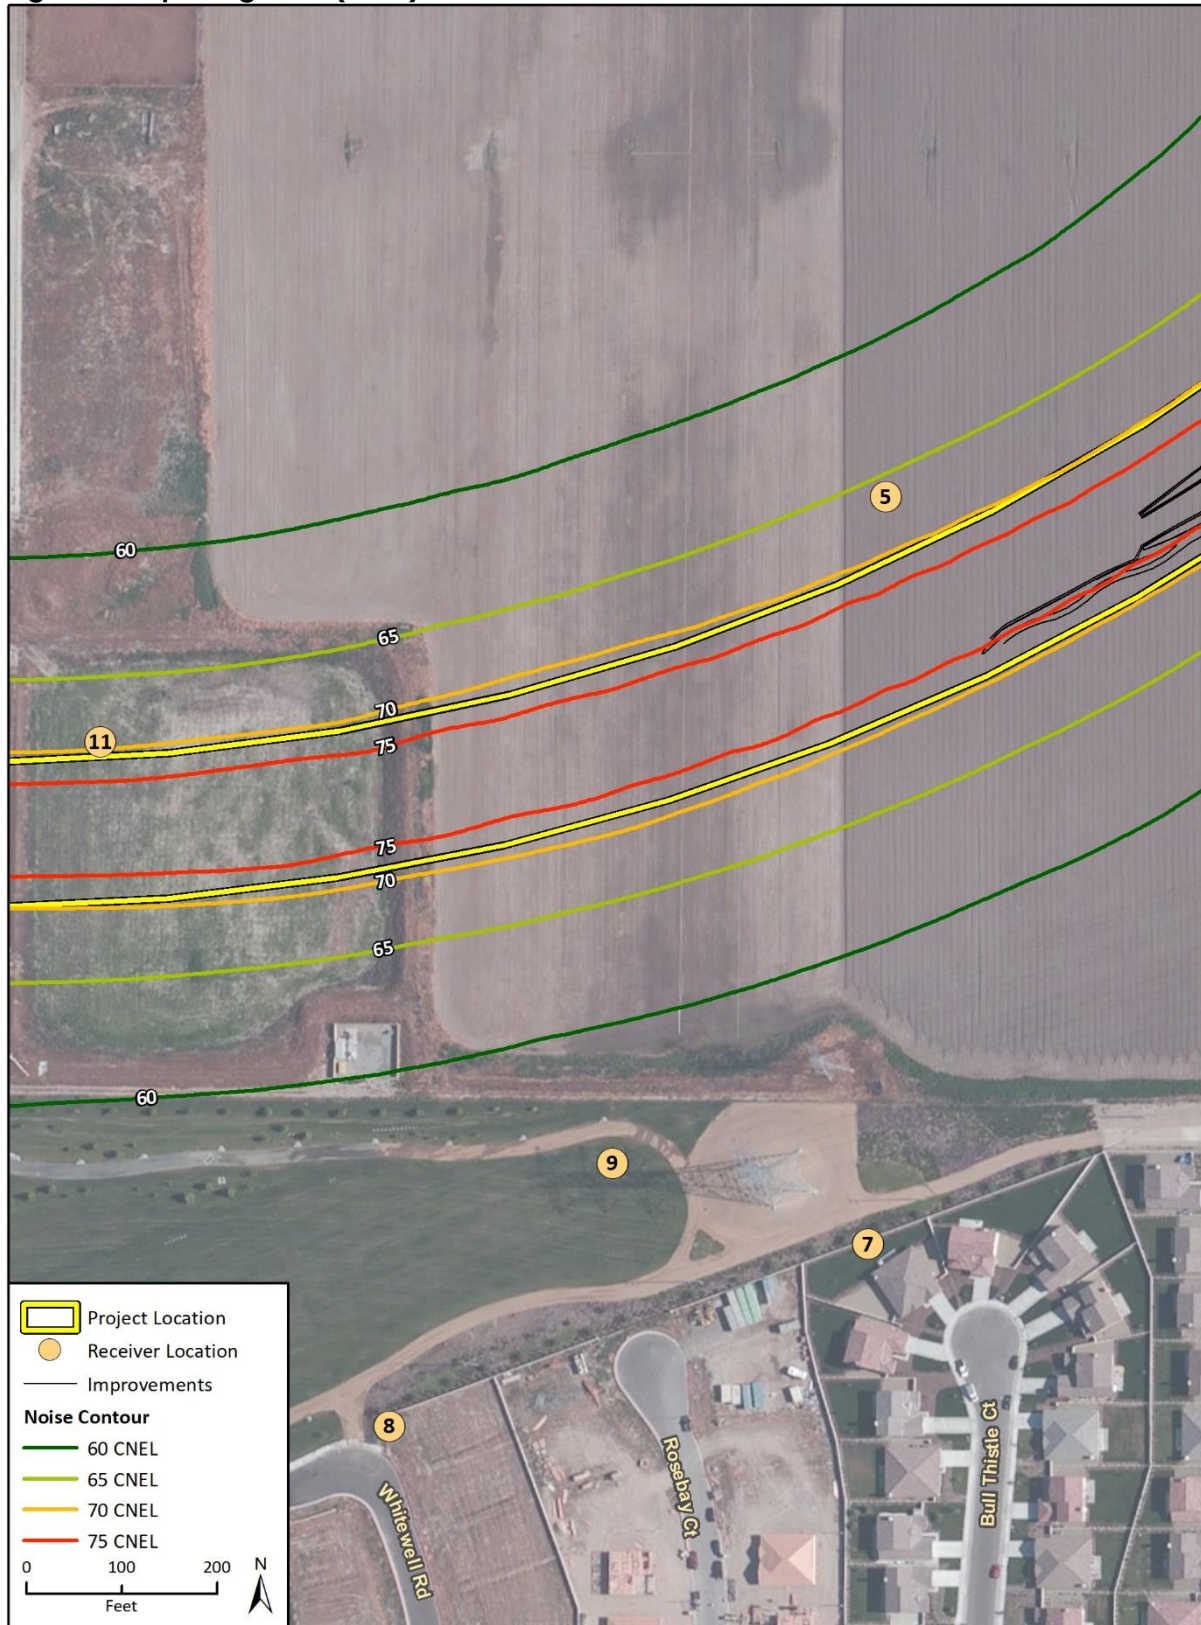 5
60
65
70
11
75
75
70
65
60
9
7
8
Whitewell Rd
Rosebay Ct
Bull Thistle Ct
Project Location
Receiver Location
Improvements
Noise Contour
60 CNEL
65 CNEL
70 CNEL
75 CNEL
0 100 200
Feet
N